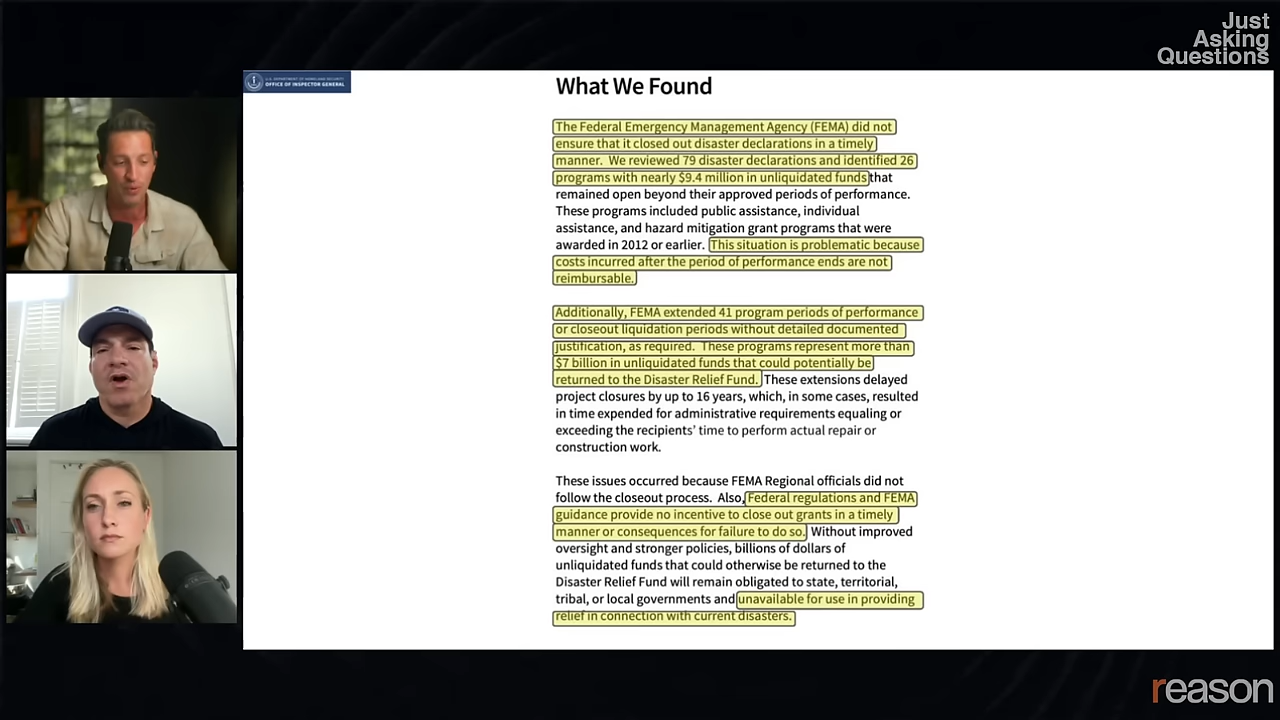 Just
Asking
Questions
U.S. DEPARTMENT OF HOMELAND SECURITY
OFFICE OF INSPECTOR GENERAL
What We Found
The Federal Emergency Management Agency (FEMA) did not
ensure that it closed out disaster declarations in a timely
manner. We reviewed 79 disaster declarations and identified 26
programs with nearly $9.4 million in unliquidated funds that
remained open beyond their approved periods of performance.
These programs included public assistance, individual
assistance, and hazard mitigation grant programs that were
awarded in 2012 or earlier. This situation is problematic because
costs incurred after the period of performance ends are not
reimbursable.
Additionally, FEMA extended 41 program periods of performance
or closeout liquidation periods without detailed documented
justification, as required. These programs represent more than
$7 billion in unliquidated funds that could potentially be
returned to the Disaster Relief Fund. These extensions delayed
project closures by up to 16 years, which, in some cases, resulted
in time expended for administrative requirements equaling or
exceeding the recipients’ time to perform actual repair or
construction work.
These issues occurred because FEMA Regional officials did not
follow the closeout process. Also, Federal regulations and FEMA
guidance provide no incentive to close out grants in a timely
manner or consequences for failure to do so. Without improved
oversight and stronger policies, billions of dollars of
unliquidated funds that could otherwise be returned to the
Disaster Relief Fund will remain obligated to state, territorial,
tribal, or local governments and unavailable for use in providing
relief in connection with current disasters.
reason